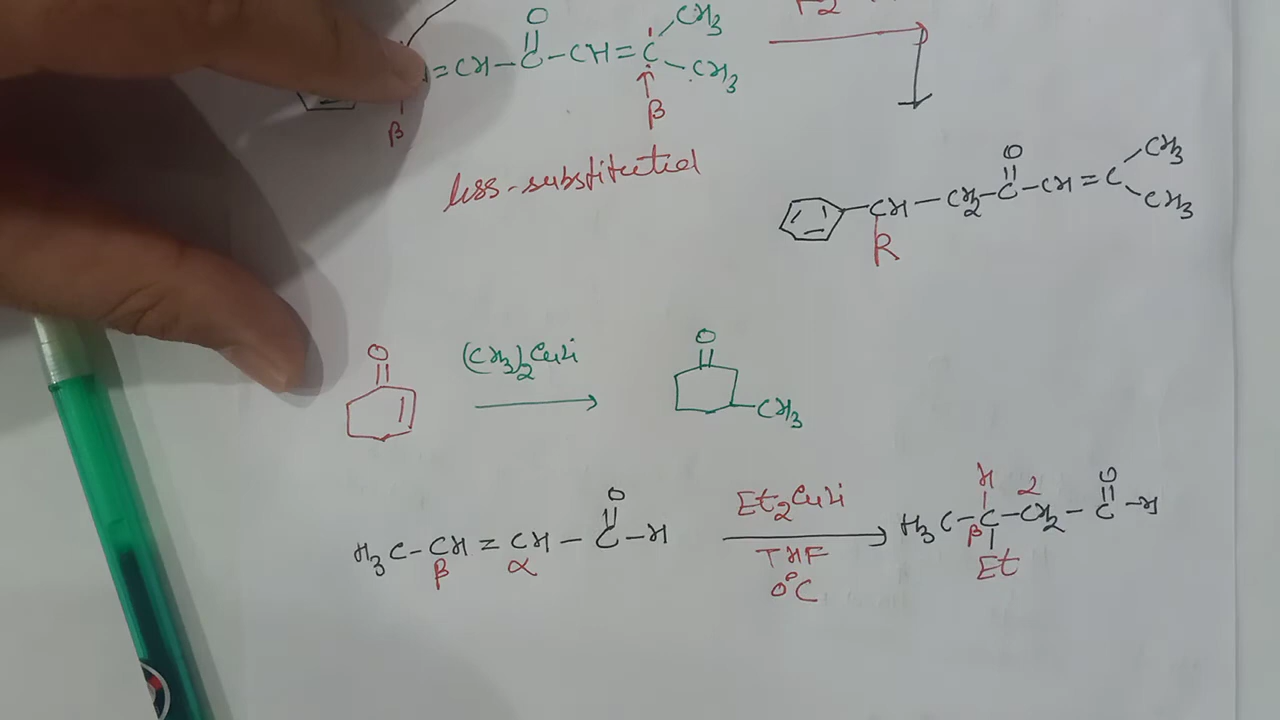 =CH-C(=O)-CH=C(CH3)-CH3
β
β
less-substituted
CH-CH2-C(=O)-CH=C(CH3)-CH3
R
O
(CH3)2CuLi
O
CH3
H3C-CH=CH-C(=O)-H
β α
Et2CuLi
THF
0°C
H3C-C-CH2-C(=O)-H
H
α
β
Et